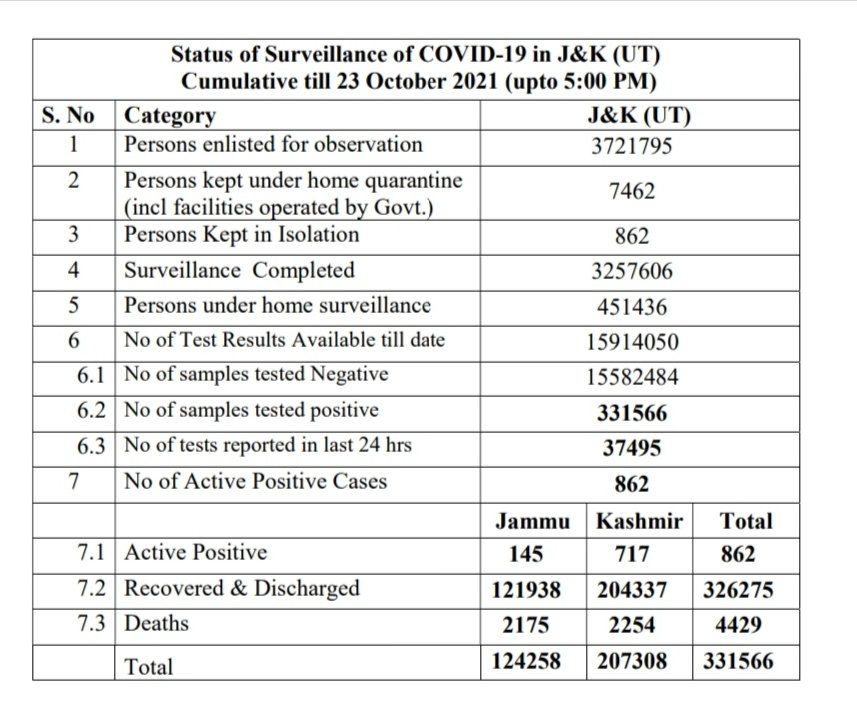 Status of Surveillance of COVID-19 in J&K (UT)
Cumulative till 23 October 2021 (upto 5:00 PM)
S. No Category J&K (UT)
1 Persons enlisted for observation 3721795
2 Persons kept under home quarantine
(incl facilities operated by Govt.) 7462
3 Persons Kept in Isolation 862
4 Surveillance Completed 3257606
5 Persons under home surveillance 451436
6 No of Test Results Available till date 15914050
6.1 No of samples tested Negative 15582484
6.2 No of samples tested positive 331566
6.3 No of tests reported in last 24 hrs 37495
7 No of Active Positive Cases 862
Jammu Kashmir Total
7.1 Active Positive 145 717 862
7.2 Recovered & Discharged 121938 204337 326275
7.3 Deaths 2175 2254 4429
Total 124258 207308 331566